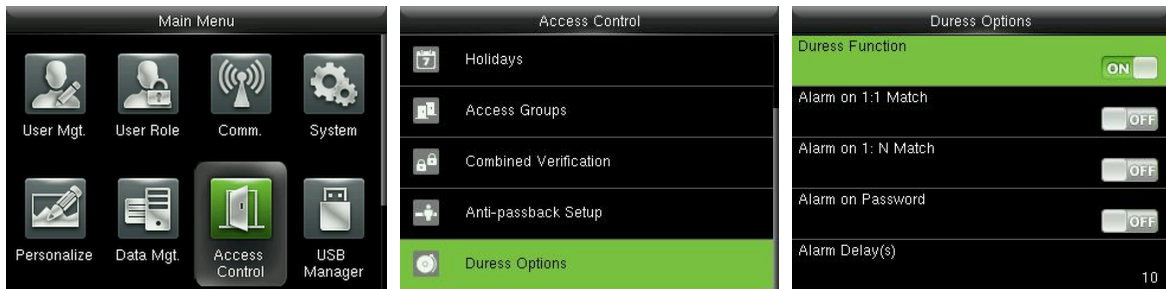 Main Menu
User Mgt.
User Role
Comm.
System
Personalize
Data Mgt.
Access
Control
USB
Manager
Access Control
7
Holidays
Access Groups
Combined Verification
Anti-passback Setup
Duress Options
Duress Options
Duress Function
ON
Alarm on 1:1 Match
OFF
Alarm on 1: N Match
OFF
Alarm on Password
OFF
Alarm Delay(s)
10